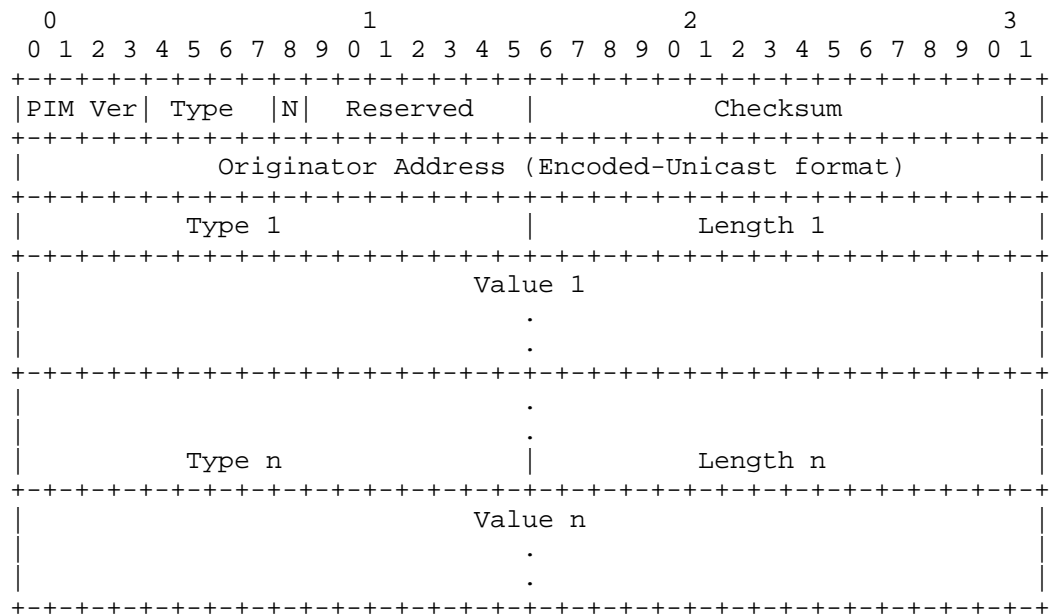 0                   1                   2                   3
0 1 2 3 4 5 6 7 8 9 0 1 2 3 4 5 6 7 8 9 0 1 2 3 4 5 6 7 8 9 0 1
+-+-+-+-+-+-+-+-+-+-+-+-+-+-+-+-+-+-+-+-+-+-+-+-+-+-+-+-+-+-+-+-+
|PIM Ver| Type  |N|  Reserved   |           Checksum            |
+-+-+-+-+-+-+-+-+-+-+-+-+-+-+-+-+-+-+-+-+-+-+-+-+-+-+-+-+-+-+-+-+
|            Originator Address (Encoded-Unicast format)        |
+-+-+-+-+-+-+-+-+-+-+-+-+-+-+-+-+-+-+-+-+-+-+-+-+-+-+-+-+-+-+-+-+
|          Type 1               |          Length 1             |
+-+-+-+-+-+-+-+-+-+-+-+-+-+-+-+-+-+-+-+-+-+-+-+-+-+-+-+-+-+-+-+-+
|                            Value 1                            |
|                               .                               |
|                               .                               |
+-+-+-+-+-+-+-+-+-+-+-+-+-+-+-+-+-+-+-+-+-+-+-+-+-+-+-+-+-+-+-+-+
|                               .                               |
|                               .                               |
|          Type n               |          Length n             |
+-+-+-+-+-+-+-+-+-+-+-+-+-+-+-+-+-+-+-+-+-+-+-+-+-+-+-+-+-+-+-+-+
|                            Value n                            |
|                               .                               |
|                               .                               |
+-+-+-+-+-+-+-+-+-+-+-+-+-+-+-+-+-+-+-+-+-+-+-+-+-+-+-+-+-+-+-+-+